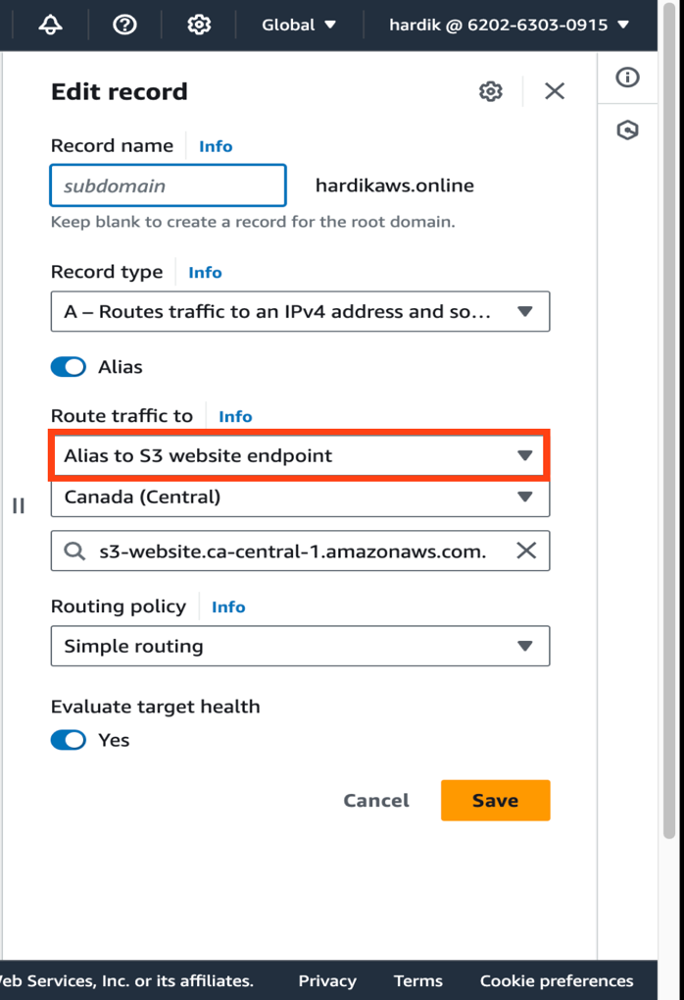 Global
hardik @ 6202-6303-0915
Edit record
Record name Info
subdomain hardikaws.online
Keep blank to create a record for the root domain.
Record type Info
A – Routes traffic to an IPv4 address and so...
Alias
Route traffic to Info
Alias to S3 website endpoint
Canada (Central)
s3-website.ca-central-1.amazonaws.com.
Routing policy Info
Simple routing
Evaluate target health
Yes
Cancel Save
eb Services, Inc. or its affiliates. Privacy Terms Cookie preferences